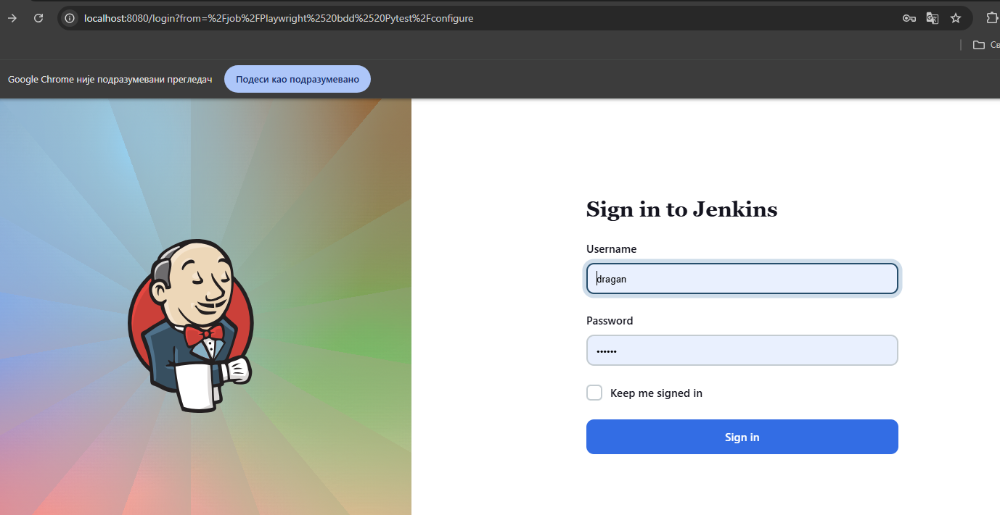 localhost:8080/login?from=%2Fjob%2FPlaywright%2520bdd%2520Pytest%2Fconfigure
Св
Google Chrome није подразумевани прегледач
Подеси као подразумевано
Sign in to Jenkins
Username
dragan
Password
••••••
Keep me signed in
Sign in